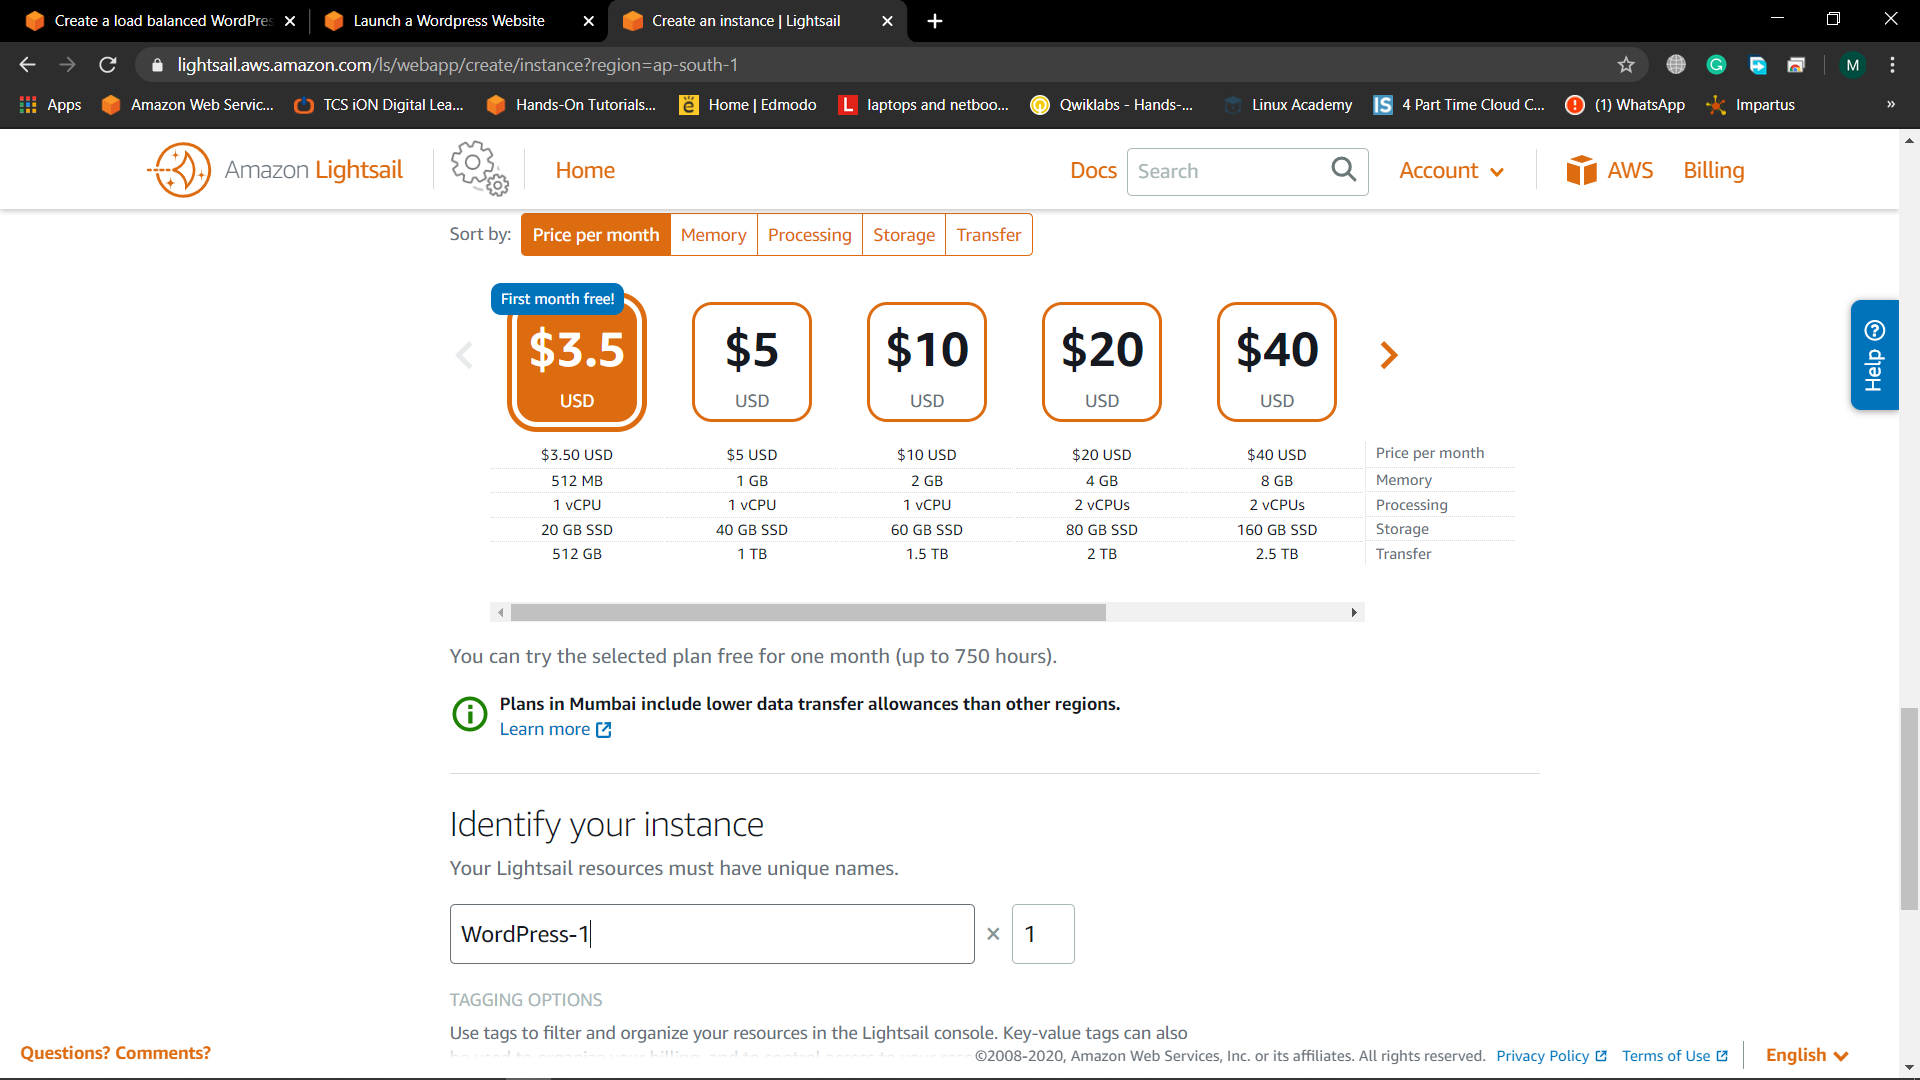 Create a load balanced WordPres
Launch a Wordpress Website
Create an instance | Lightsail
lightsail.aws.amazon.com/ls/webapp/create/instance?region=ap-south-1
M
Apps
Amazon Web Servic...
TCS iON Digital Lea...
Hands-On Tutorials...
Home | Edmodo
L laptops and netboo...
Qwiklabs - Hands-...
Linux Academy
IS 4 Part Time Cloud C...
(1) WhatsApp
Impartus
»
Amazon Lightsail
Home
Docs
Search
Account
AWS
Billing
Sort by:
Price per month
Memory
Processing
Storage
Transfer
First month free!
$3.5 USD
$5 USD
$10 USD
$20 USD
$40 USD
Help
$3.50 USD $5 USD $10 USD $20 USD $40 USD Price per month
512 MB 1 GB 2 GB 4 GB 8 GB Memory
1 vCPU 1 vCPU 1 vCPU 2 vCPUs 2 vCPUs Processing
20 GB SSD 40 GB SSD 60 GB SSD 80 GB SSD 160 GB SSD Storage
512 GB 1 TB 1.5 TB 2 TB 2.5 TB Transfer
You can try the selected plan free for one month (up to 750 hours).
Plans in Mumbai include lower data transfer allowances than other regions.
Learn more
Identify your instance
Your Lightsail resources must have unique names.
WordPress-1 × 1
TAGGING OPTIONS
Use tags to filter and organize your resources in the Lightsail console. Key-value tags can also
Questions? Comments?
©2008-2020, Amazon Web Services, Inc. or its affiliates. All rights reserved.
Privacy Policy
Terms of Use
English